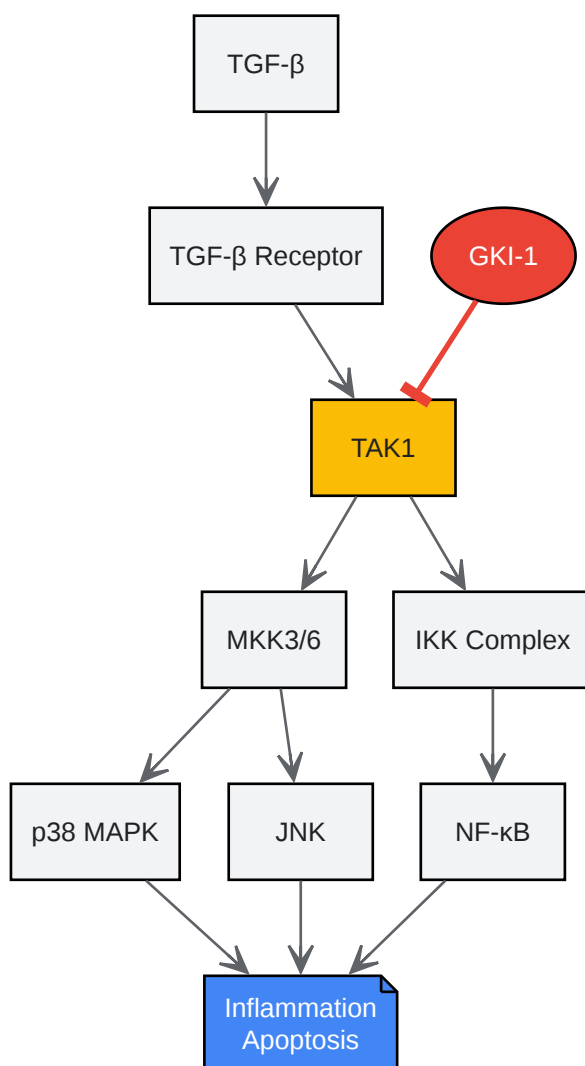 TGF-β
TGF-β Receptor
GKI-1
TAK1
MKK3/6
IKK Complex
p38 MAPK
JNK
NF-κB
Inflammation
Apoptosis